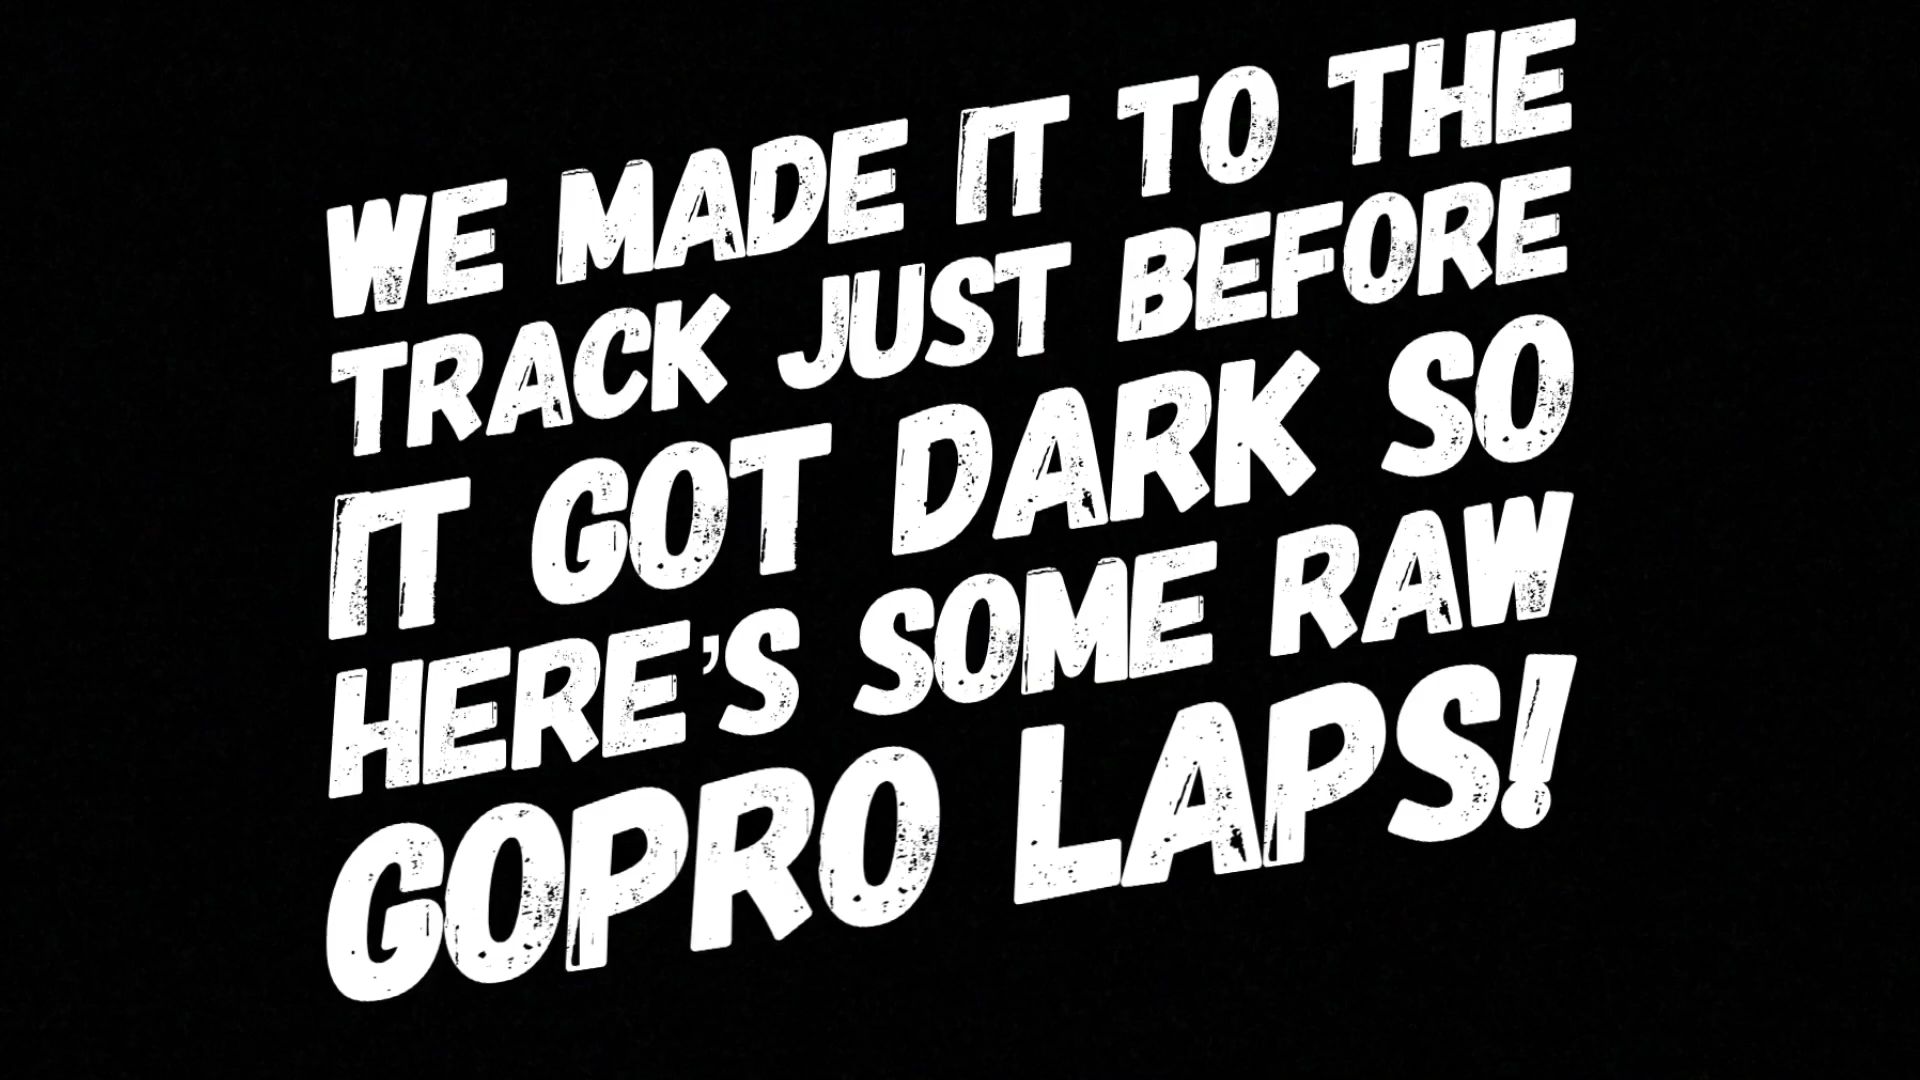 WE MADE IT TO THE
TRACK JUST BEFORE
IT GOT DARK SO
HERE'S SOME RAW
GOPRO LAPS!